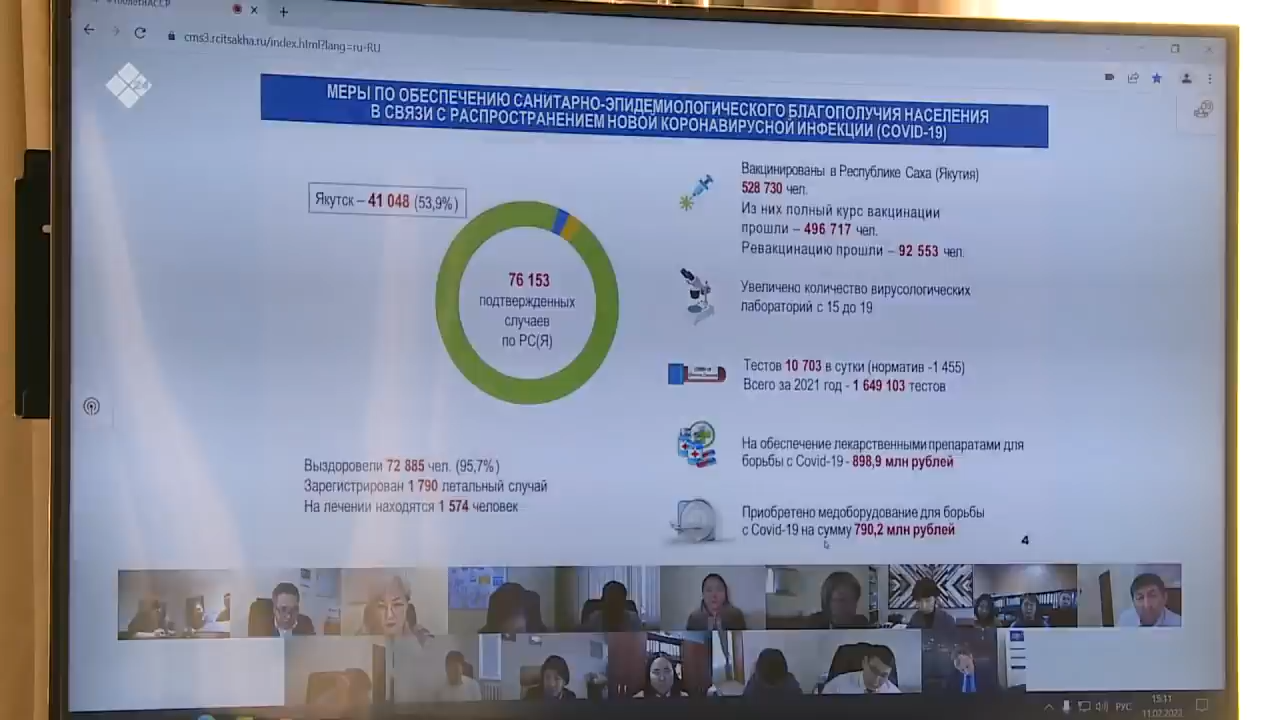 cms3.rcitsakha.ru/index.html?lang=ru-RU
24
МЕРЫ ПО ОБЕСПЕЧЕНИЮ САНИТАРНО-ЭПИДЕМИОЛОГИЧЕСКОГО БЛАГОПОЛУЧИЯ НАСЕЛЕНИЯ
В СВЯЗИ С РАСПРОСТРАНЕНИЕМ НОВОЙ КОРОНАВИРУСНОЙ ИНФЕКЦИИ (COVID-19)
Якутск – 41 048 (53,9%)
76 153
подтвержденных
случаев
по РС(Я)
Выздоровели 72 885 чел. (95,7%)
Зарегистрирован 1 790 летальный случай
На лечении находятся 1 574 человек
Вакцинированы в Республике Саха (Якутия)
528 730 чел.
Из них полный курс вакцинации
прошли – 496 717 чел.
Ревакцинацию прошли – 92 553 чел.
Увеличено количество вирусологических
лабораторий с 15 до 19
Тестов 10 703 в сутки (норматив -1 455)
Всего за 2021 год - 1 649 103 тестов
На обеспечение лекарственными препаратами для
борьбы с Covid-19 - 898,9 млн рублей
Приобретено медоборудование для борьбы
с Covid-19 на сумму 790,2 млн рублей
4
РУС
15:11
11.02.2022